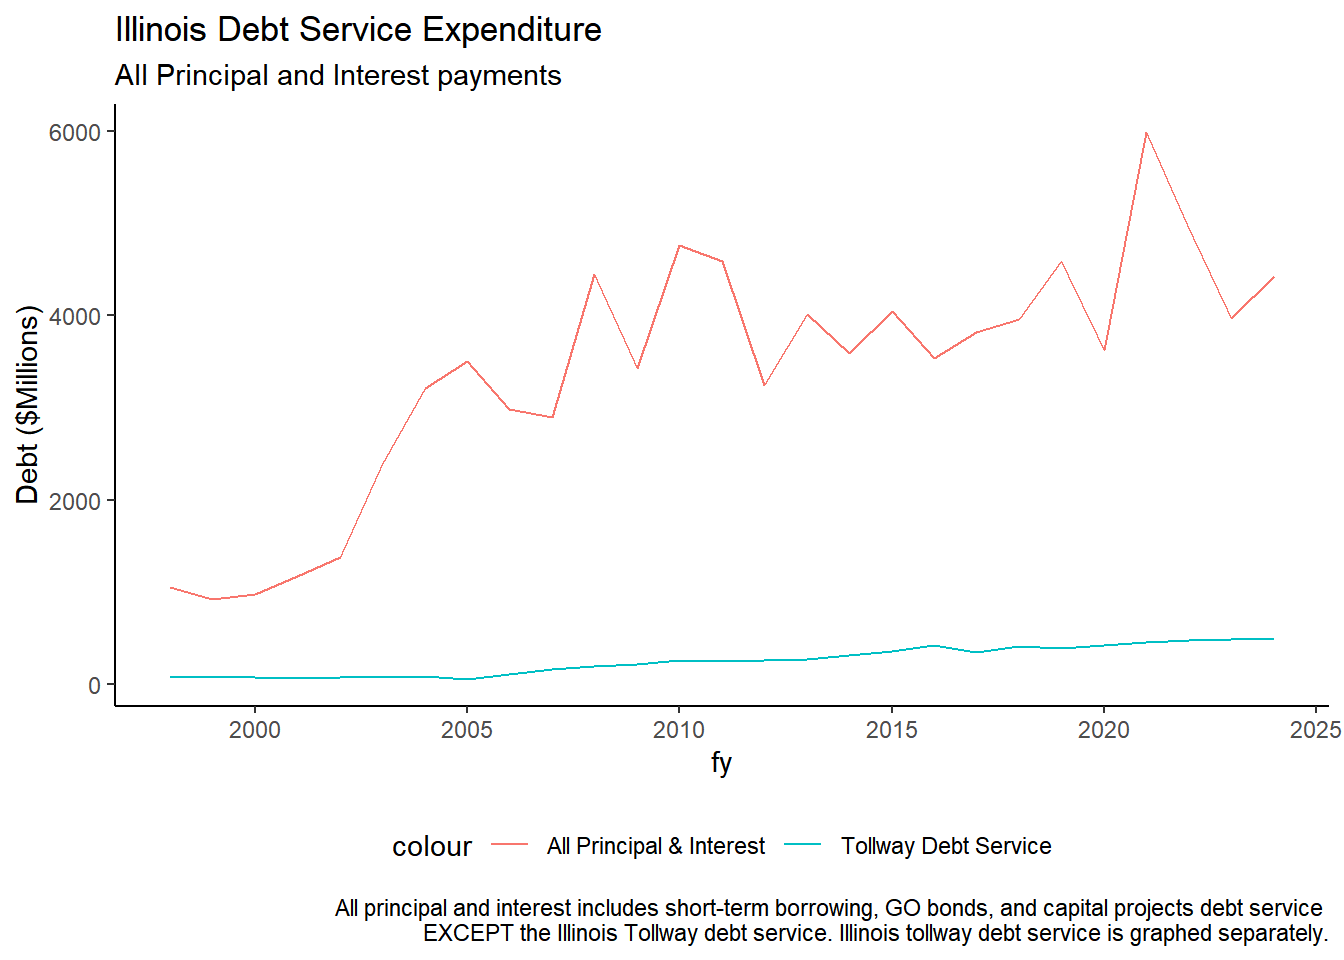 Illinois Debt Service Expenditure
All Principal and Interest payments
Debt ($Millions)
6000
4000
2000
0
2000 2005 2010 2015 2020 2025
fy
colour All Principal & Interest Tollway Debt Service
All principal and interest includes short-term borrowing, GO bonds, and capital projects debt service
EXCEPT the Illinois Tollway debt service. Illinois tollway debt service is graphed separately.